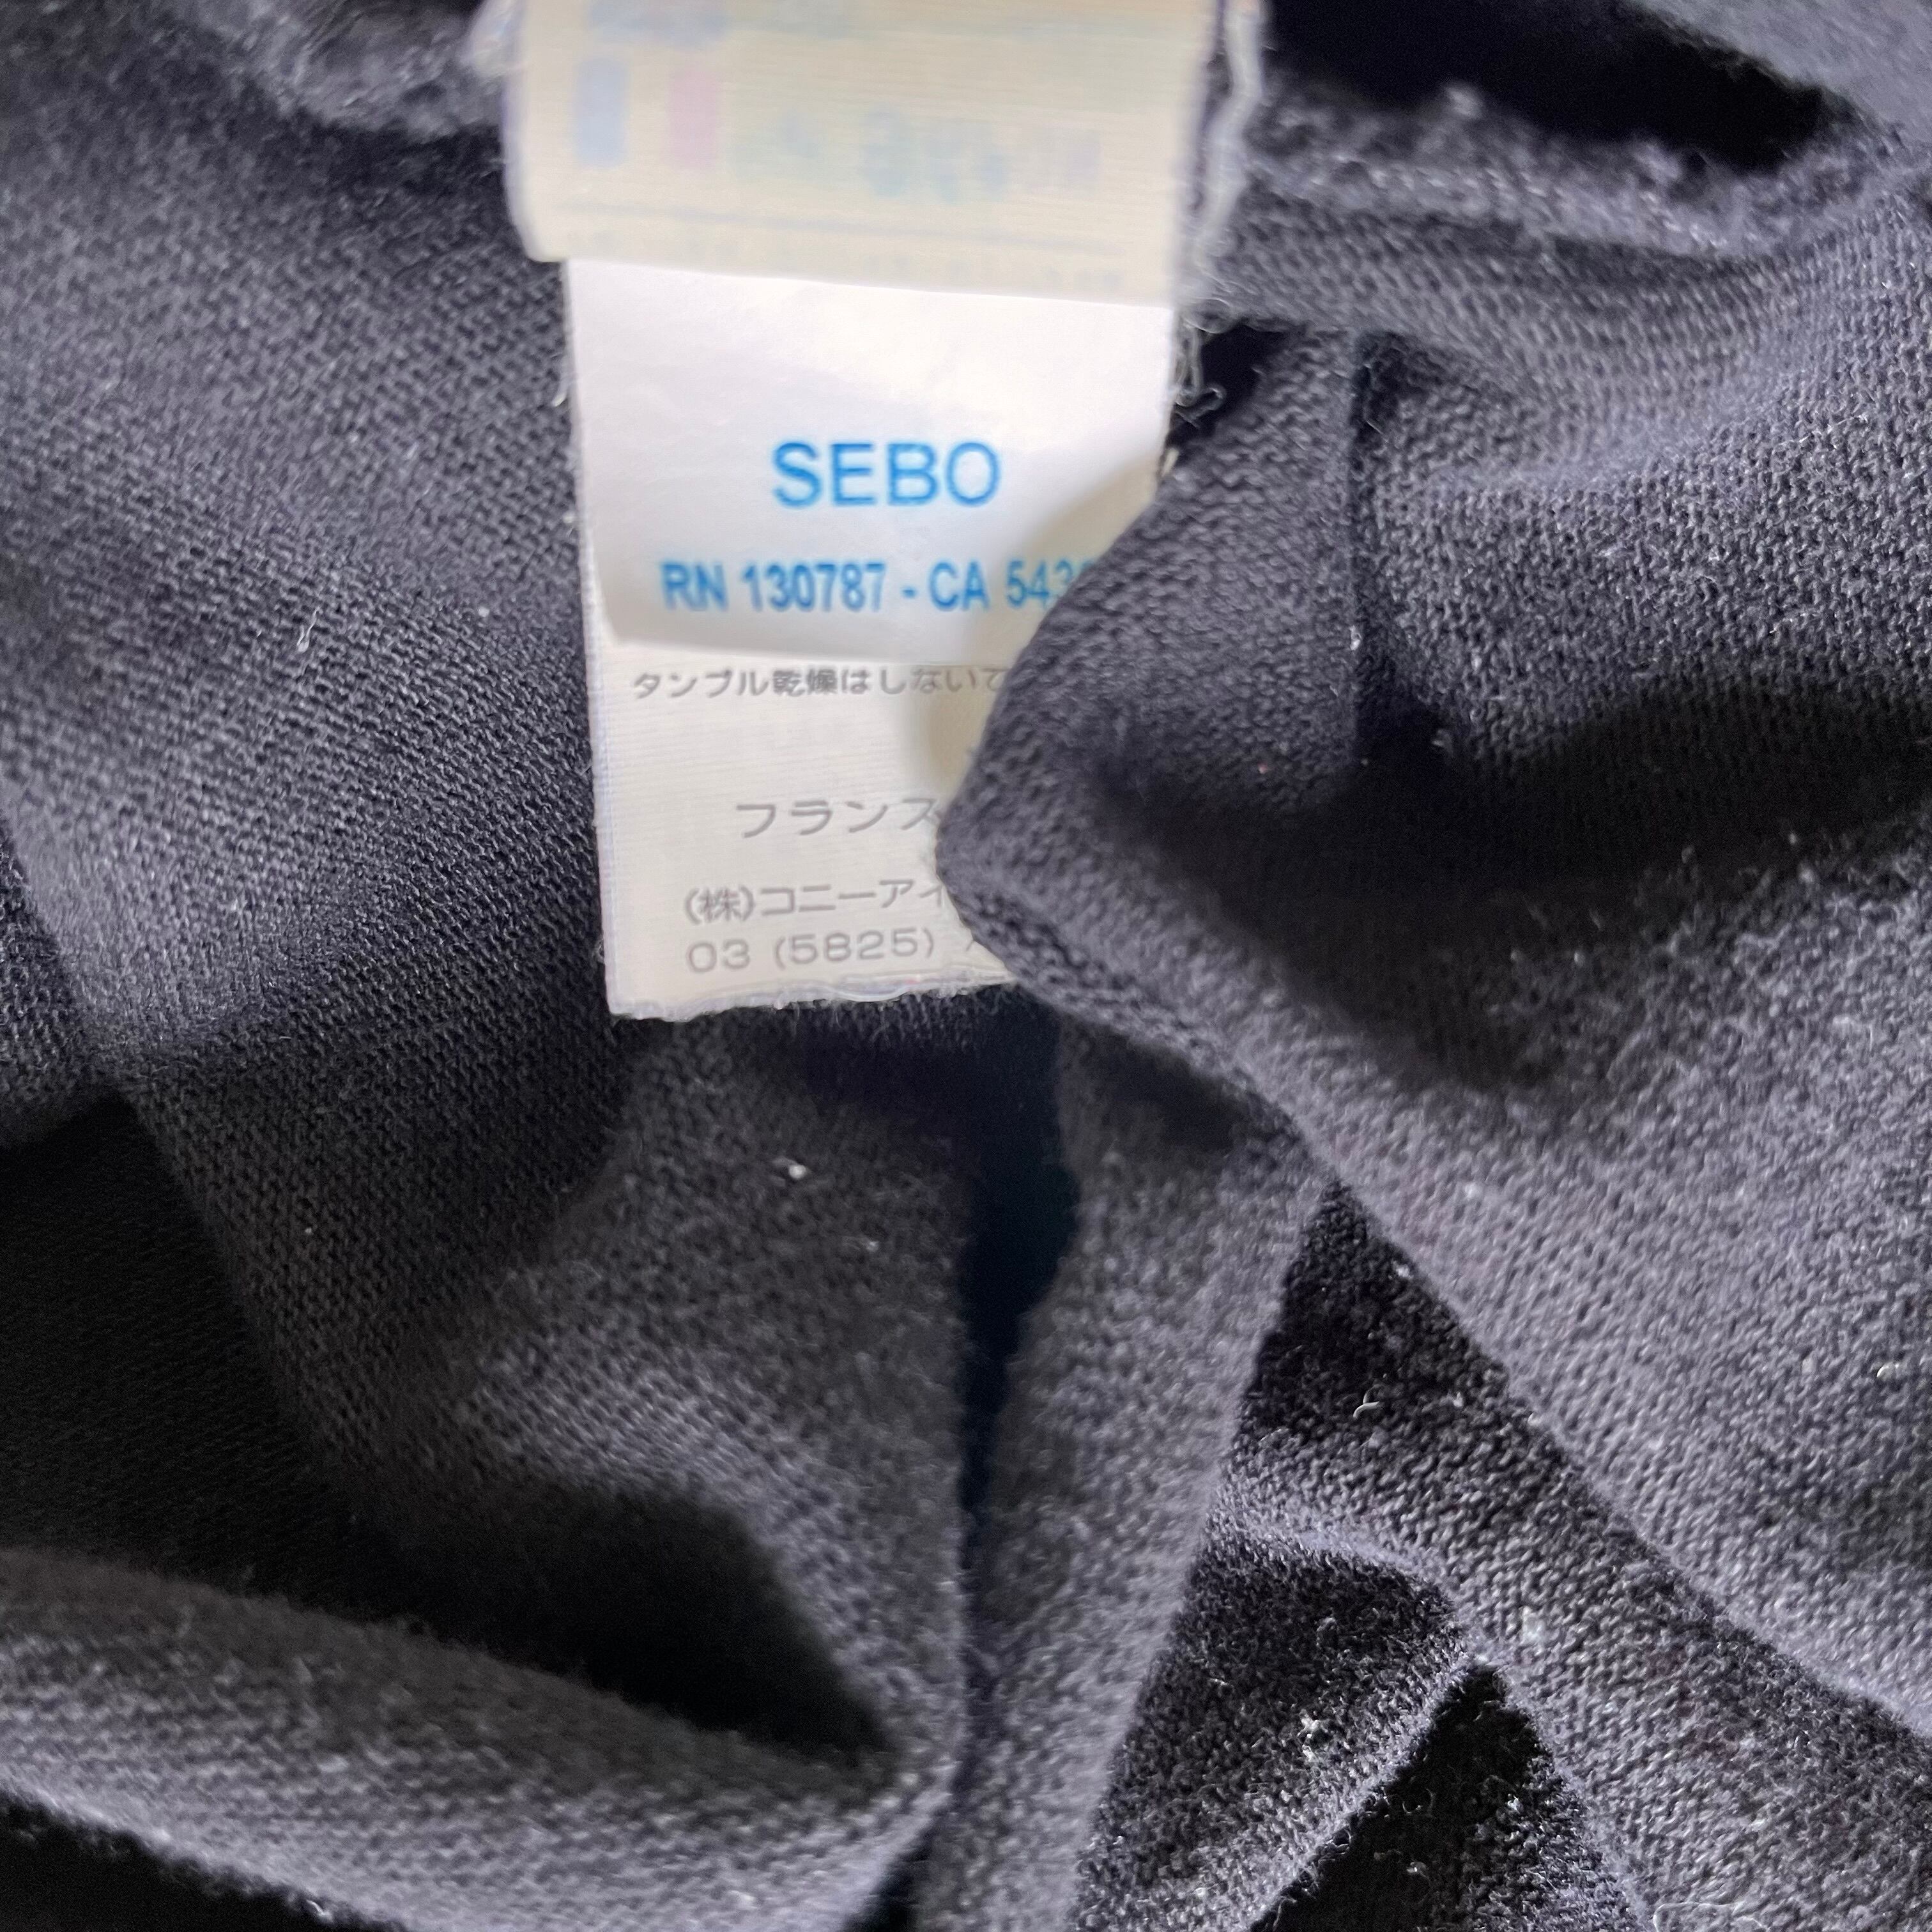 SEBO
RN 130787 - CA 543
タンブル乾燥はしないで
フランス
(株)コニーアイ
03 (5825)